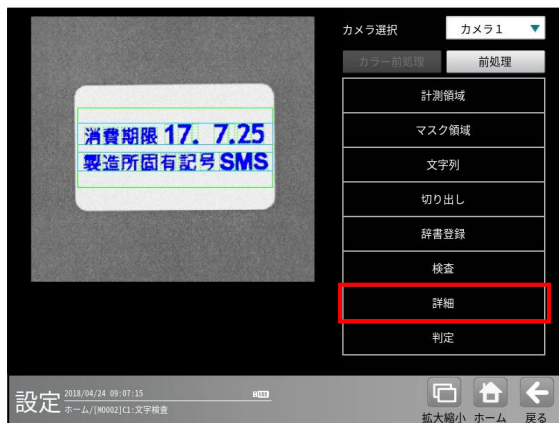 カメラ選択
カメラ1
カラー前処理
前処理
計測領域
マスク領域
文字列
切り出し
辞書登録
検査
詳細
判定
消費期限 17. 7.25
製造所固有記号 SMS
設定
2018/04/24 09:07:15
ホーム/[M0002]C1:文字検査
拡大縮小
ホーム
戻る